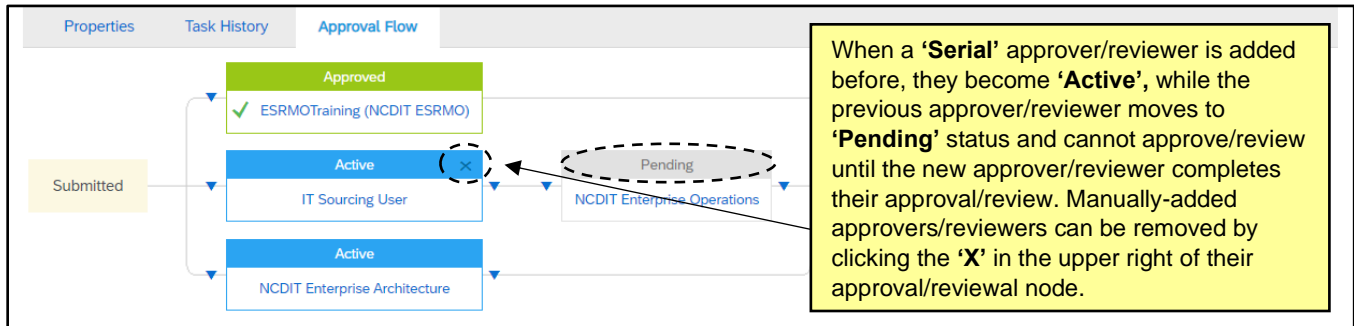 Properties Task History Approval Flow
Approved
ESRMOTraining (NCDIT ESRMO)
Submitted
Active
IT Sourcing User
Pending
NCDIT Enterprise Operations
Active
NCDIT Enterprise Architecture
When a ‘Serial’ approver/reviewer is added
before, they become ‘Active’, while the
previous approver/reviewer moves to
‘Pending’ status and cannot approve/review
until the new approver/reviewer completes
their approval/review. Manually-added
approvers/reviewers can be removed by
clicking the ‘X’ in the upper right of their
approval/reviewal node.